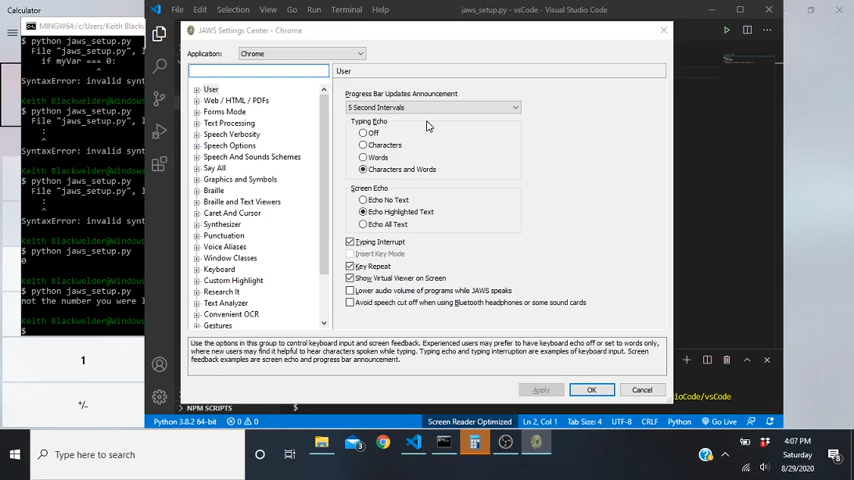 Calculator
MINGW64:/c/Users/Keith Blackw
File
Edit
Selection
View
Go
Run
Terminal
Help
jaws_setup.py - vsCode - Visual Studio Code
$ python jaws_setup.py
File "jaws_setup.py", l
if myVar === 0:
^
SyntaxError: invalid synt
Keith Blackwelder@Windows
$ python jaws_setup.py
File "jaws_setup.py", l
:
^
SyntaxError: invalid synt
Keith Blackwelder@Windows
$ python jaws_setup.py
File "jaws_setup.py", l
:
^
SyntaxError: invalid synt
Keith Blackwelder@Windows
$ python jaws_setup.py
0
Keith Blackwelder@Windows
$ python jaws_setup.py
not the number you were l
Keith Blackwelder@Windows
$
1
+/-
JAWS Settings Center - Chrome
Application:
Chrome
User
Web / HTML / PDFs
Forms Mode
Text Processing
Speech Verbosity
Speech Options
Speech And Sounds Schemes
Say All
Graphics and Symbols
Braille
Braille and Text Viewers
Caret And Cursor
Synthesizer
Punctuation
Voice Aliases
Window Classes
Keyboard
Custom Highlight
Research It
Text Analyzer
Convenient OCR
Gestures
User
Progress Bar Updates Announcement
5 Second Intervals
Typing Echo
Off
Characters
Words
Characters and Words
Screen Echo
Echo No Text
Echo Highlighted Text
Echo All Text
Typing Interrupt
Insert Key Mode
Key Repeat
Show Virtual Viewer on Screen
Lower audio volume of programs while JAWS speaks
Avoid speech cut off when using Bluetooth headphones or some sound cards
Use the options in this group to control keyboard input and screen feedback. Experienced users may prefer to have keyboard echo off or set to words only,
where new users may find it helpful to hear characters spoken while typing. Typing echo and typing interruption are examples of keyboard input. Screen
feedback examples are screen echo and progress bar announcement.
Apply
OK
Cancel
ioCode/vsCode
NPM SCRIPTS
$
Python 3.8.2 64-bit
0
0
Screen Reader Optimized
Ln 2, Col 1
Tab Size: 4
UTF-8
CRLF
Python
Go Live
Type here to search
3
4:07 PM
Saturday
8/29/2020
8